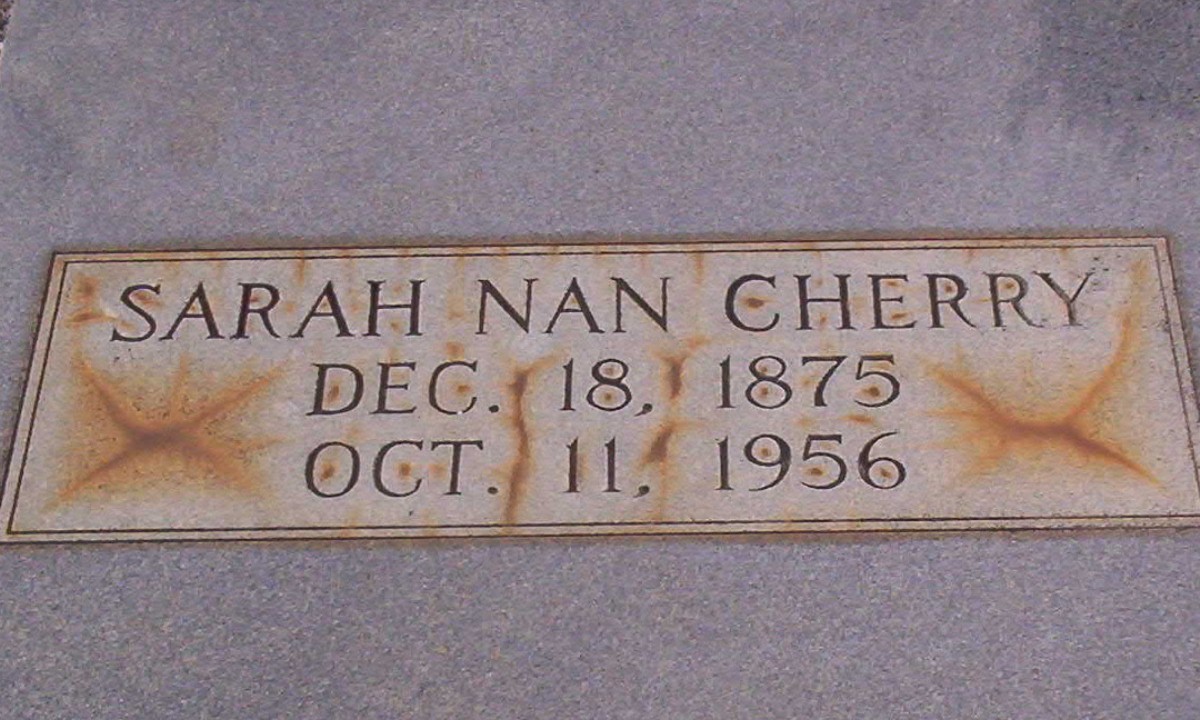 SARAH NAN CHERRY
DEC. 18, 1875
OCT. 11, 1956